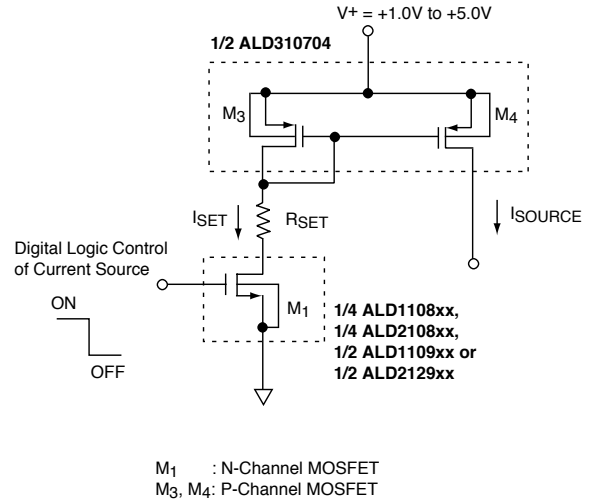 V+ = +1.0V to +5.0V
1/2 ALD310704
M3
M4
ISET
RSET
ISOURCE
Digital Logic Control
of Current Source
ON
OFF
M1
1/4 ALD1108xx,
1/4 ALD2108xx,
1/2 ALD1109xx or
1/2 ALD2129xx
M1 : N-Channel MOSFET
M3, M4: P-Channel MOSFET